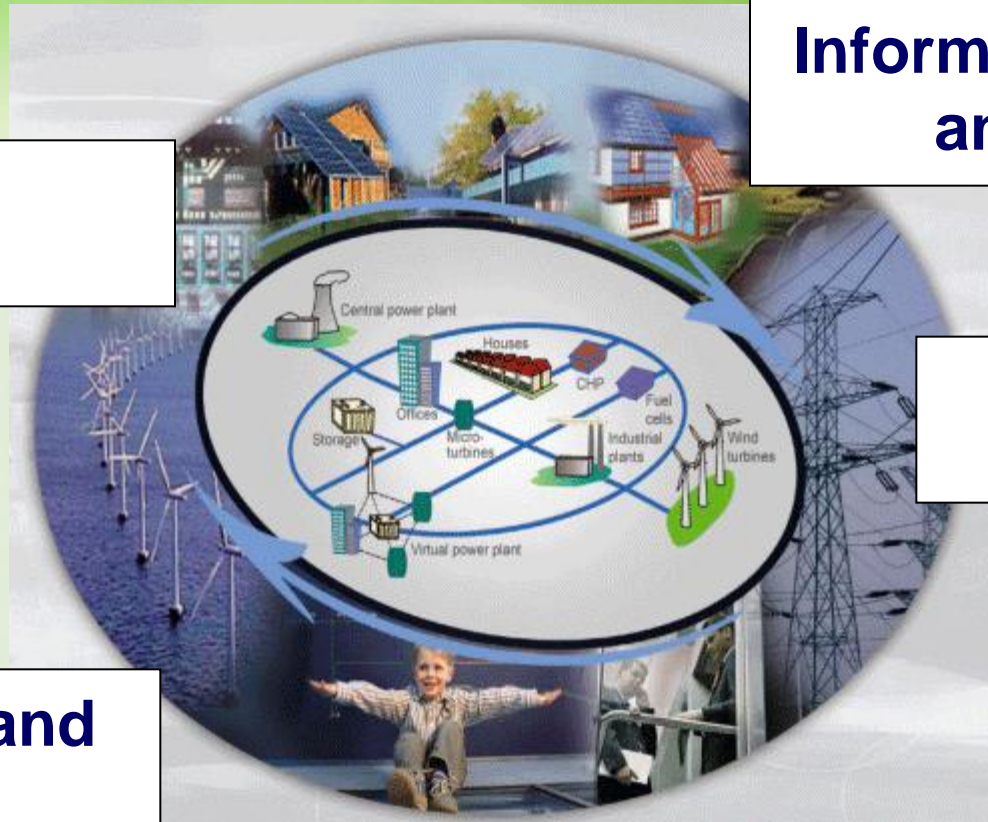 Inform
an
Central power plant
Houses
CHP
Offices
Fuel
cells
Storage
Micro-
turbines
Industrial
plants
Wind
turbines
Virtual power plant
and